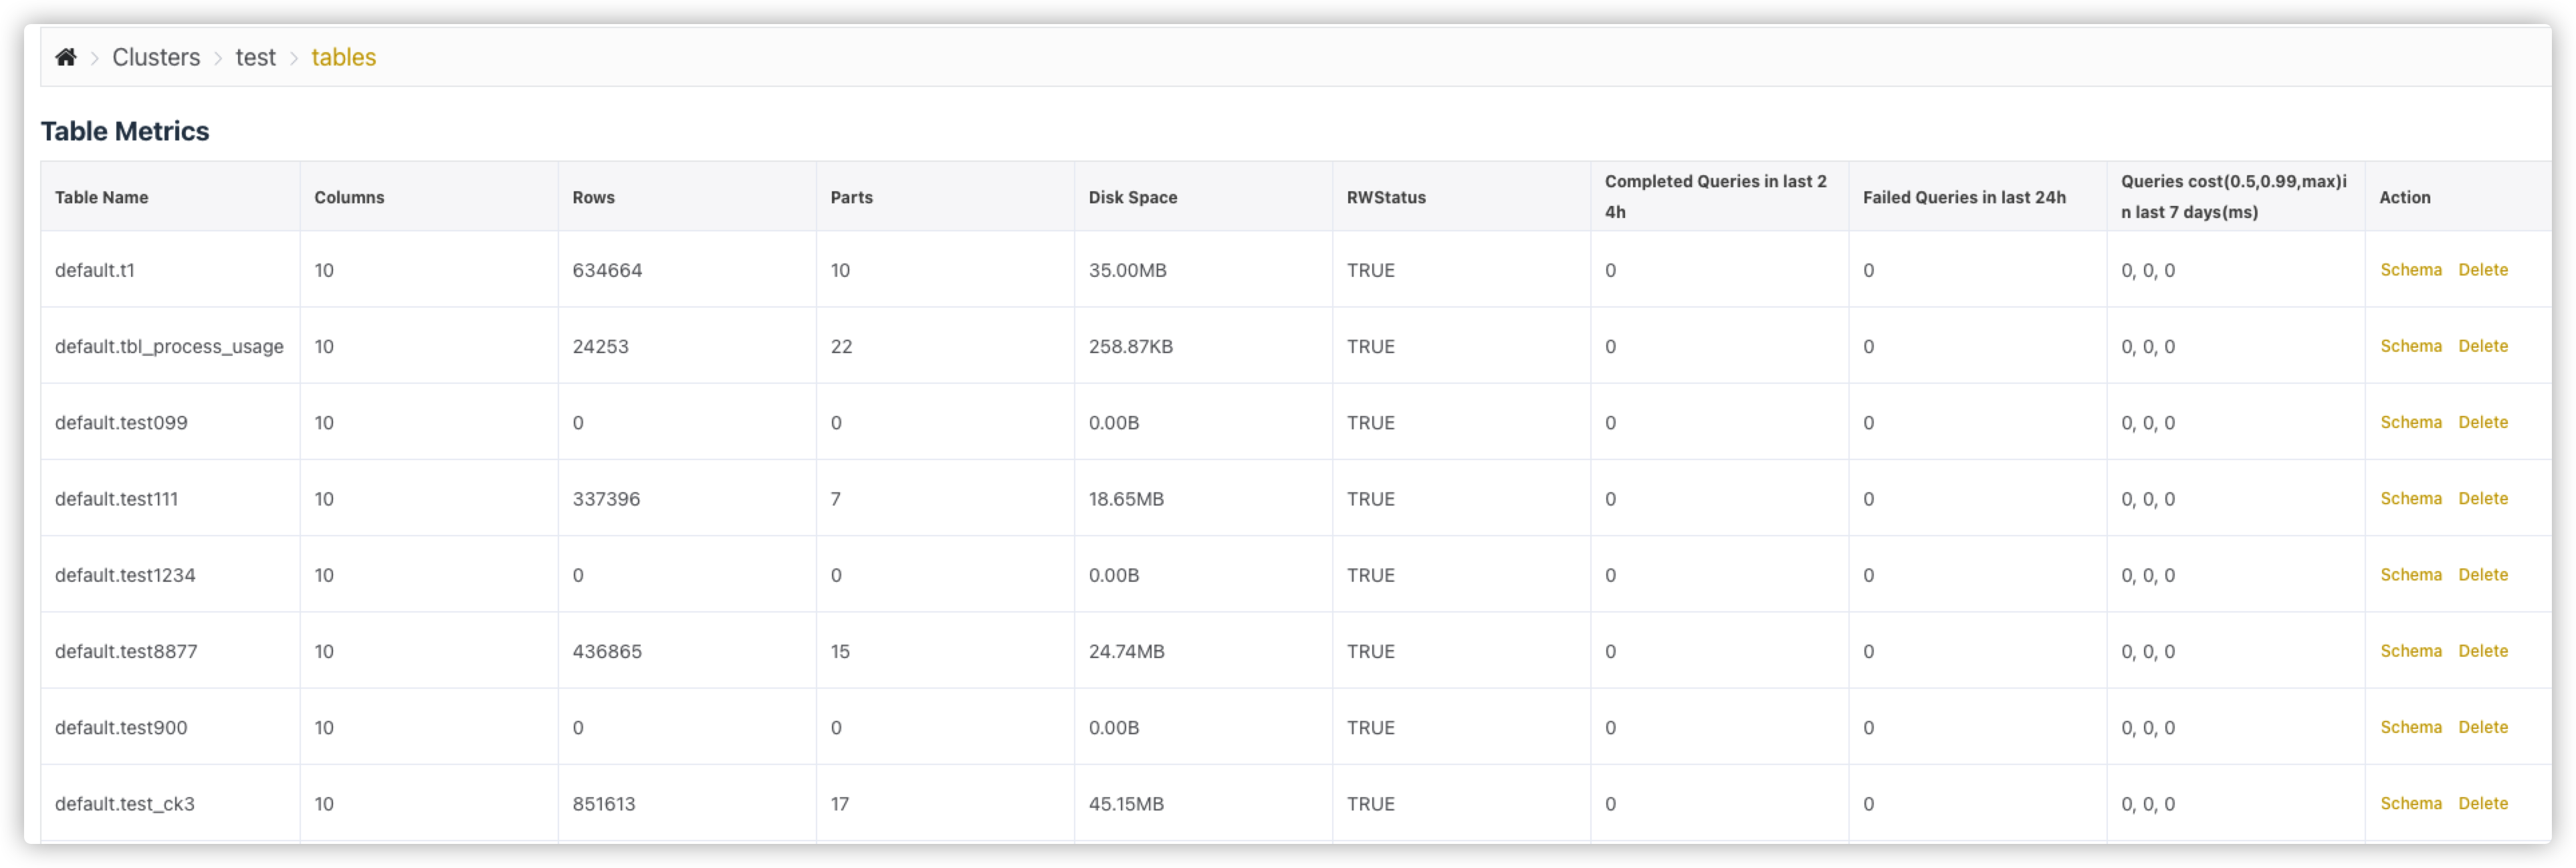 Clusters > test > tables
Table Metrics
Table Name Columns Rows Parts Disk Space RWStatus Completed Queries in last 2 Failed Queries in last 24h Queries cost(0.5,0.99,max)i Action
4h n last 7 days(ms)
default.t1 10 634664 10 35.00MB TRUE 0 0 0, 0, 0 Schema Delete
default.tbl_process_usage 10 24253 22 258.87KB TRUE 0 0 0, 0, 0 Schema Delete
default.test099 10 0 0 0.00B TRUE 0 0 0, 0, 0 Schema Delete
default.test111 10 337396 7 18.65MB TRUE 0 0 0, 0, 0 Schema Delete
default.test1234 10 0 0 0.00B TRUE 0 0 0, 0, 0 Schema Delete
default.test8877 10 436865 15 24.74MB TRUE 0 0 0, 0, 0 Schema Delete
default.test900 10 0 0 0.00B TRUE 0 0 0, 0, 0 Schema Delete
default.test_ck3 10 851613 17 45.15MB TRUE 0 0 0, 0, 0 Schema Delete